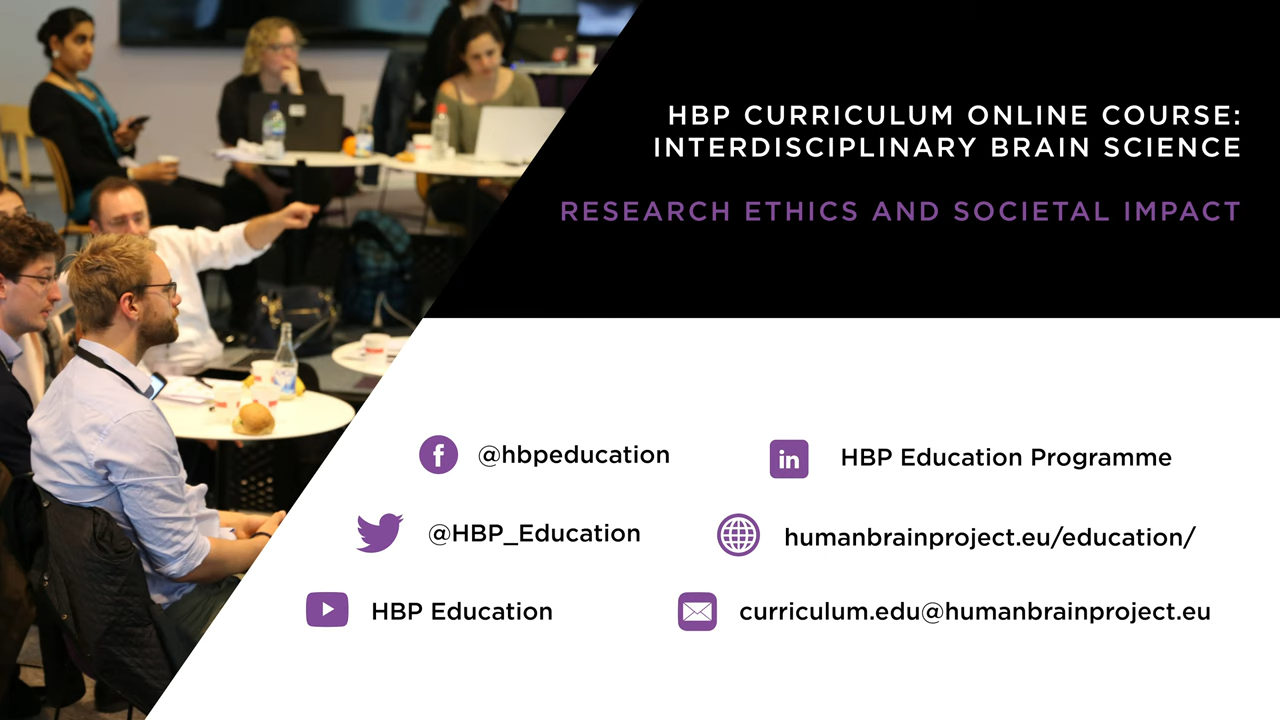 HBP CURRICULUM ONLINE COURSE:
INTERDISCIPLINARY BRAIN SCIENCE
RESEARCH ETHICS AND SOCIETAL IMPACT
@hbpeducation
HBP Education Programme
@HBP_Education
humanbrainproject.eu/education/
HBP Education
curriculum.edu@humanbrainproject.eu